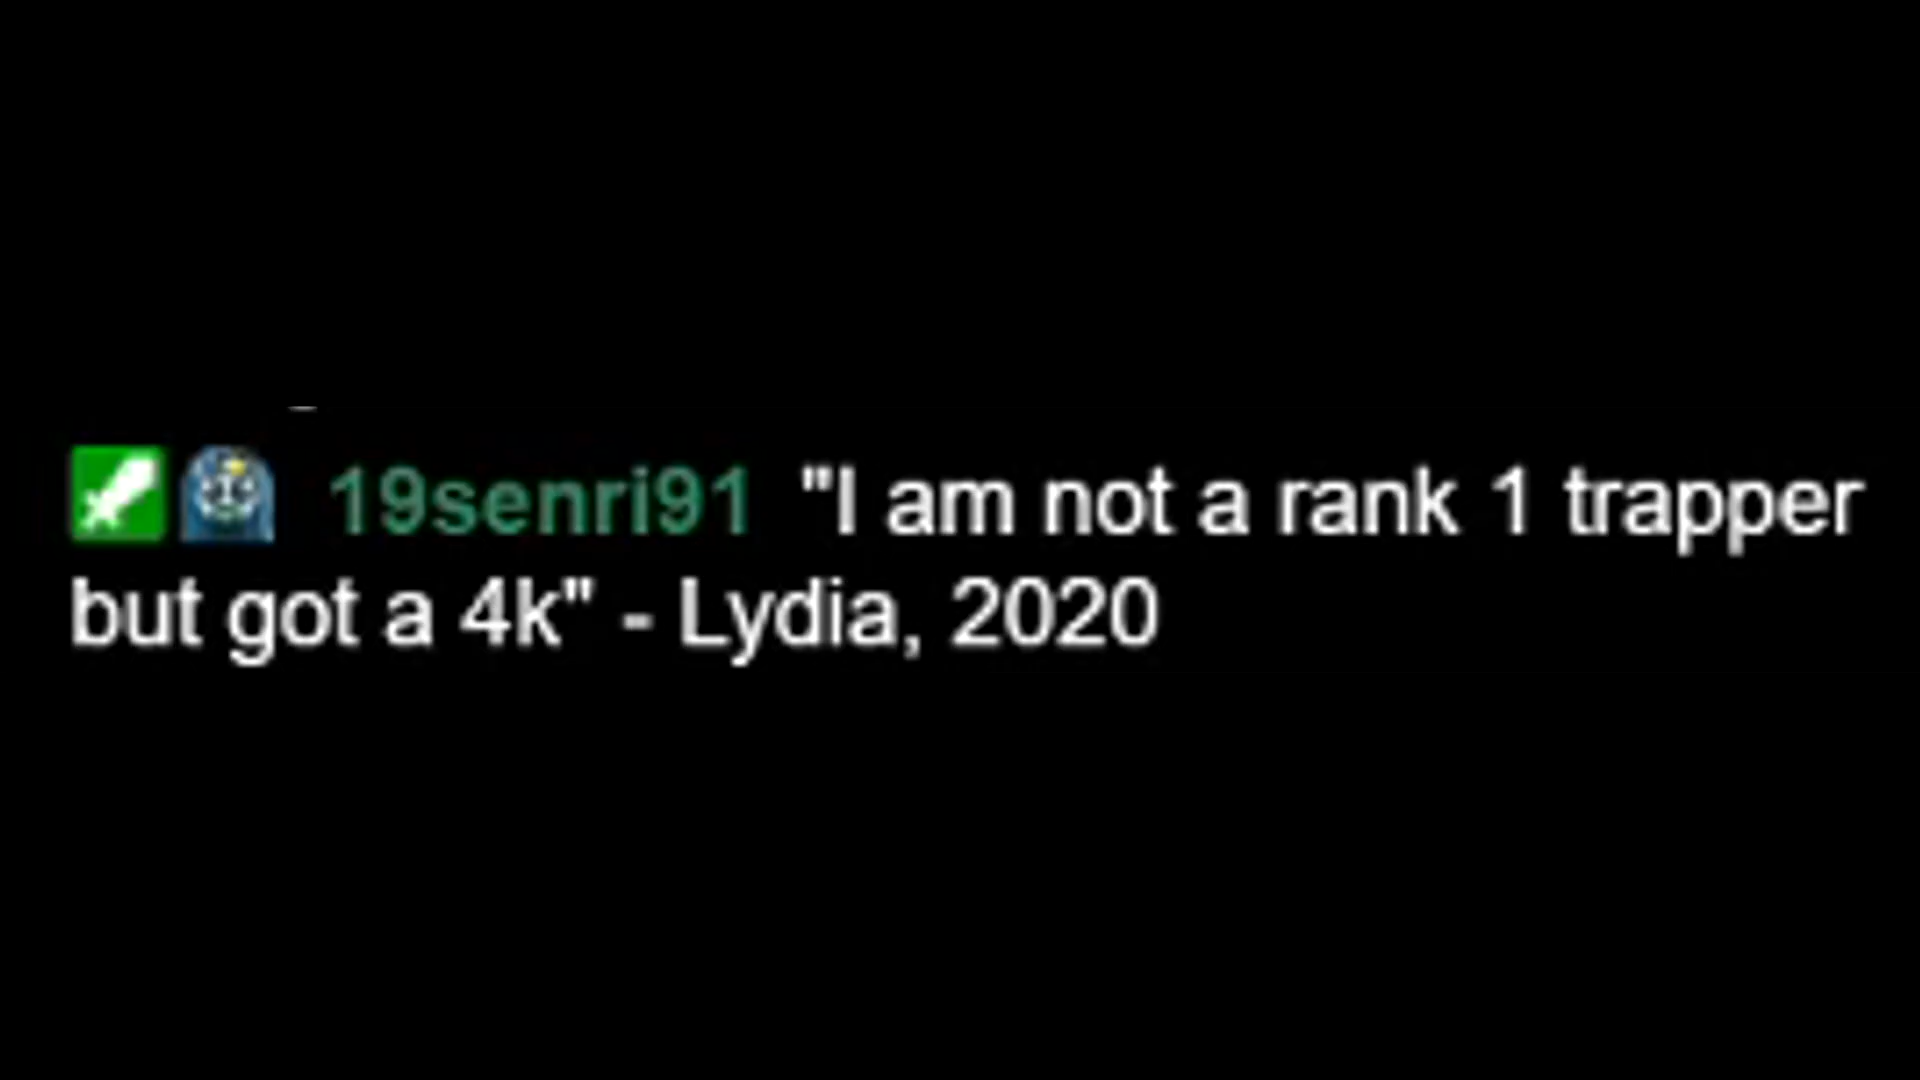 19senri91 "I am not a rank 1 trapper
but got a 4k" - Lydia, 2020